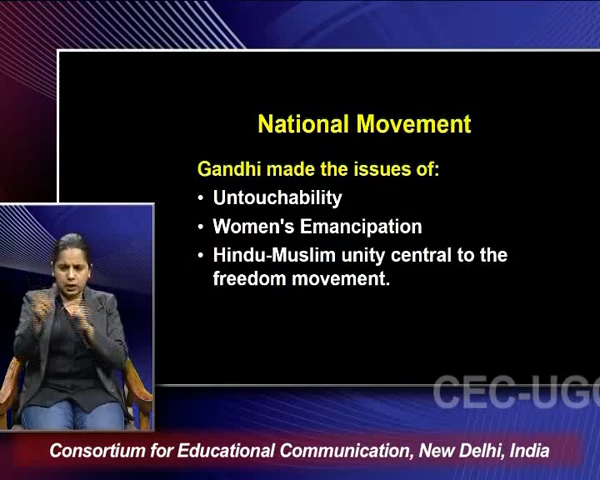 National Movement
Gandhi made the issues of:
• Untouchability
• Women's Emancipation
• Hindu-Muslim unity central to the
freedom movement.
CEC-UGC
Consortium for Educational Communication, New Delhi, India